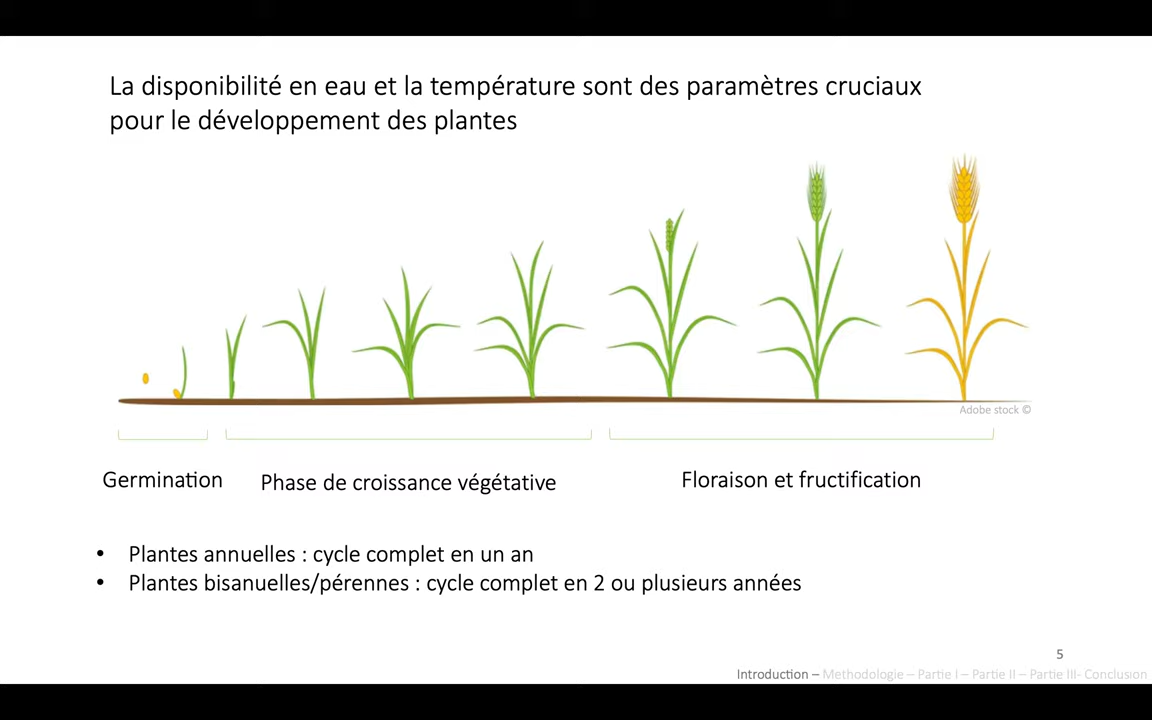 La disponibilité en eau et la température sont des paramètres cruciaux
pour le développement des plantes
Adobe stock ©
Germination
Phase de croissance végétative
Floraison et fructification
• Plantes annuelles : cycle complet en un an
• Plantes bisanuelles/pérennes : cycle complet en 2 ou plusieurs années
5
Introduction – Methodologie – Partie I – Partie II – Partie III- Conclusion